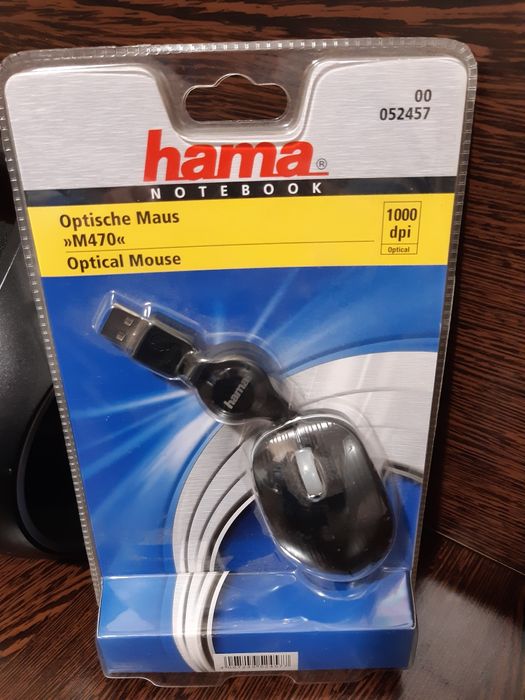 00
052457
hama®
NOTEBOOK
Optische Maus
»M470«
Optical Mouse
1000
dpi
Optical
hama